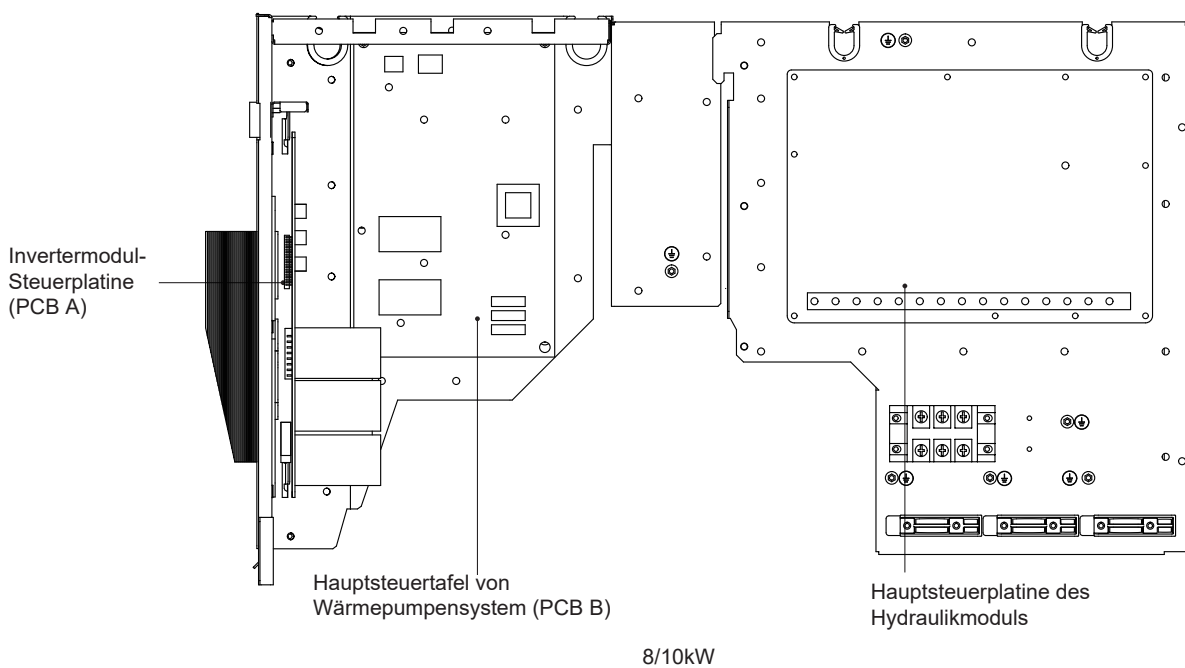 Invertermodul-
Steuerplatine
(PCB A)
Hauptsteuertafel von
Wärmepumpensystem (PCB B)
Hauptsteuerplatine des
Hydraulikmoduls
8/10kW